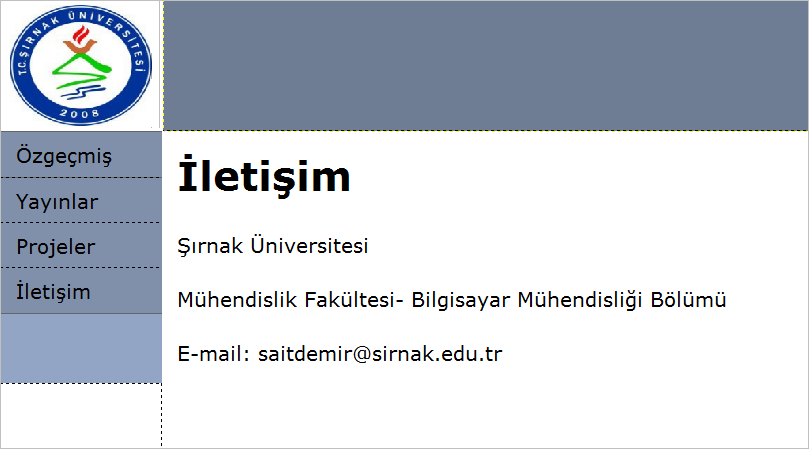 T.C. ŞIRNAK ÜNİVERSİTESİ
2008
Özgeçmiş
Yayınlar
Projeler
İletişim
İletişim
Şırnak Üniversitesi
Mühendislik Fakültesi- Bilgisayar Mühendisliği Bölümü
E-mail: saitdemir@sirnak.edu.tr